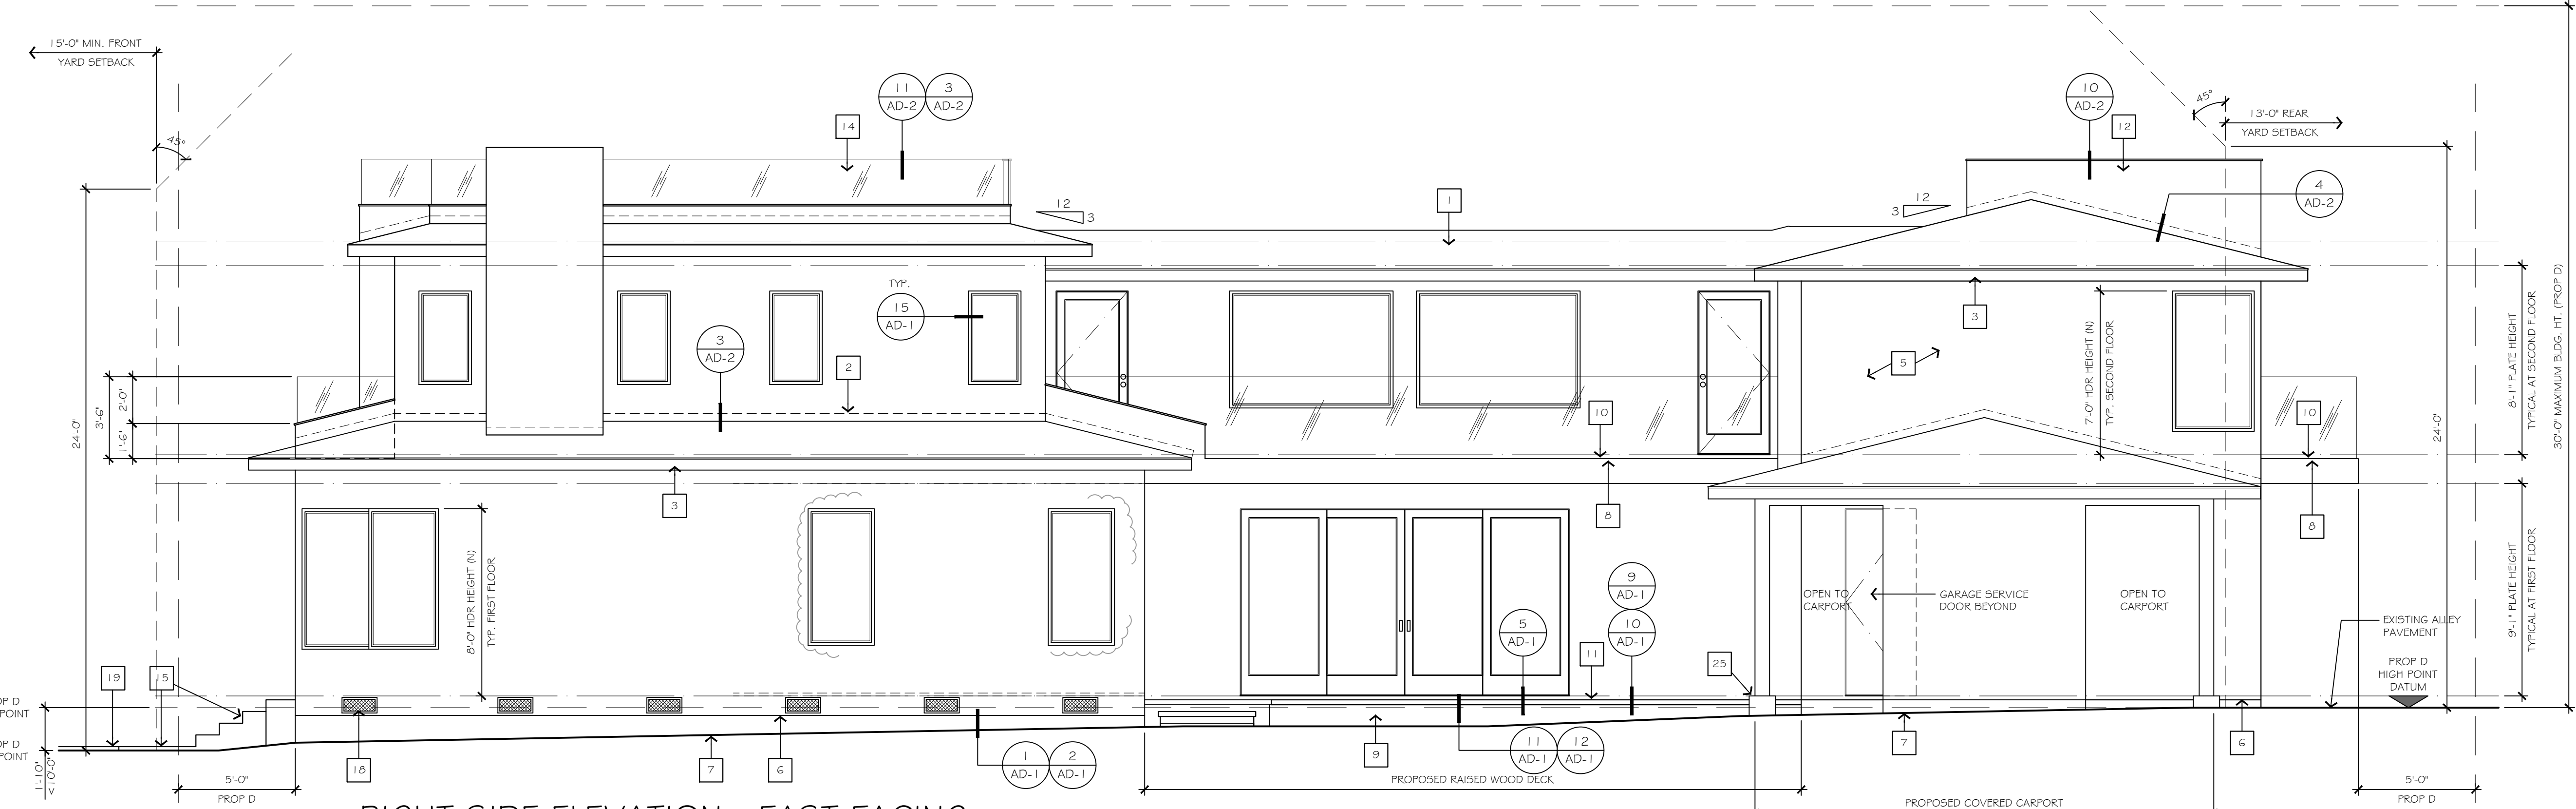 15'-0" MIN. FRONT
YARD SETBACK
45°
11
AD-2
3
AD-2
14
12
3
1
10
AD-2
12
45°
13'-0" REAR
YARD SETBACK
4
AD-2
12
3
TYP.
15
AD-1
3
AD-2
2
3
5
7'-0" HDR HEIGHT (N)
TYP. SECOND FLOOR
8'-1" PLATE HEIGHT
TYPICAL AT SECOND FLOOR
30'-0" MAXIMUM BLDG. HT. (PROP D)
24'-0"
24'-0"
3'-6"
2'-0"
1'-6"
10
10
3
8
8
8'-0" HDR HEIGHT (N)
TYP. FIRST FLOOR
9
AD-1
10
AD-1
5
AD-1
11
25
OPEN TO
CARPORT
GARAGE SERVICE
DOOR BEYOND
OPEN TO
CARPORT
EXISTING ALLEY
PAVEMENT
PROP D
HIGH POINT
DATUM
9'-1" PLATE HEIGHT
TYPICAL AT FIRST FLOOR
19
15
OP D
POINT
OP D
POINT
1'-10"
<10'-0"
18
7
6
1
AD-1
2
AD-1
9
11
AD-1
12
AD-1
7
6
5'-0"
PROP D
PROPOSED RAISED WOOD DECK
PROPOSED COVERED CARPORT
5'-0"
PROP D
RIGHT SIDE ELEVATION - EAST FACING